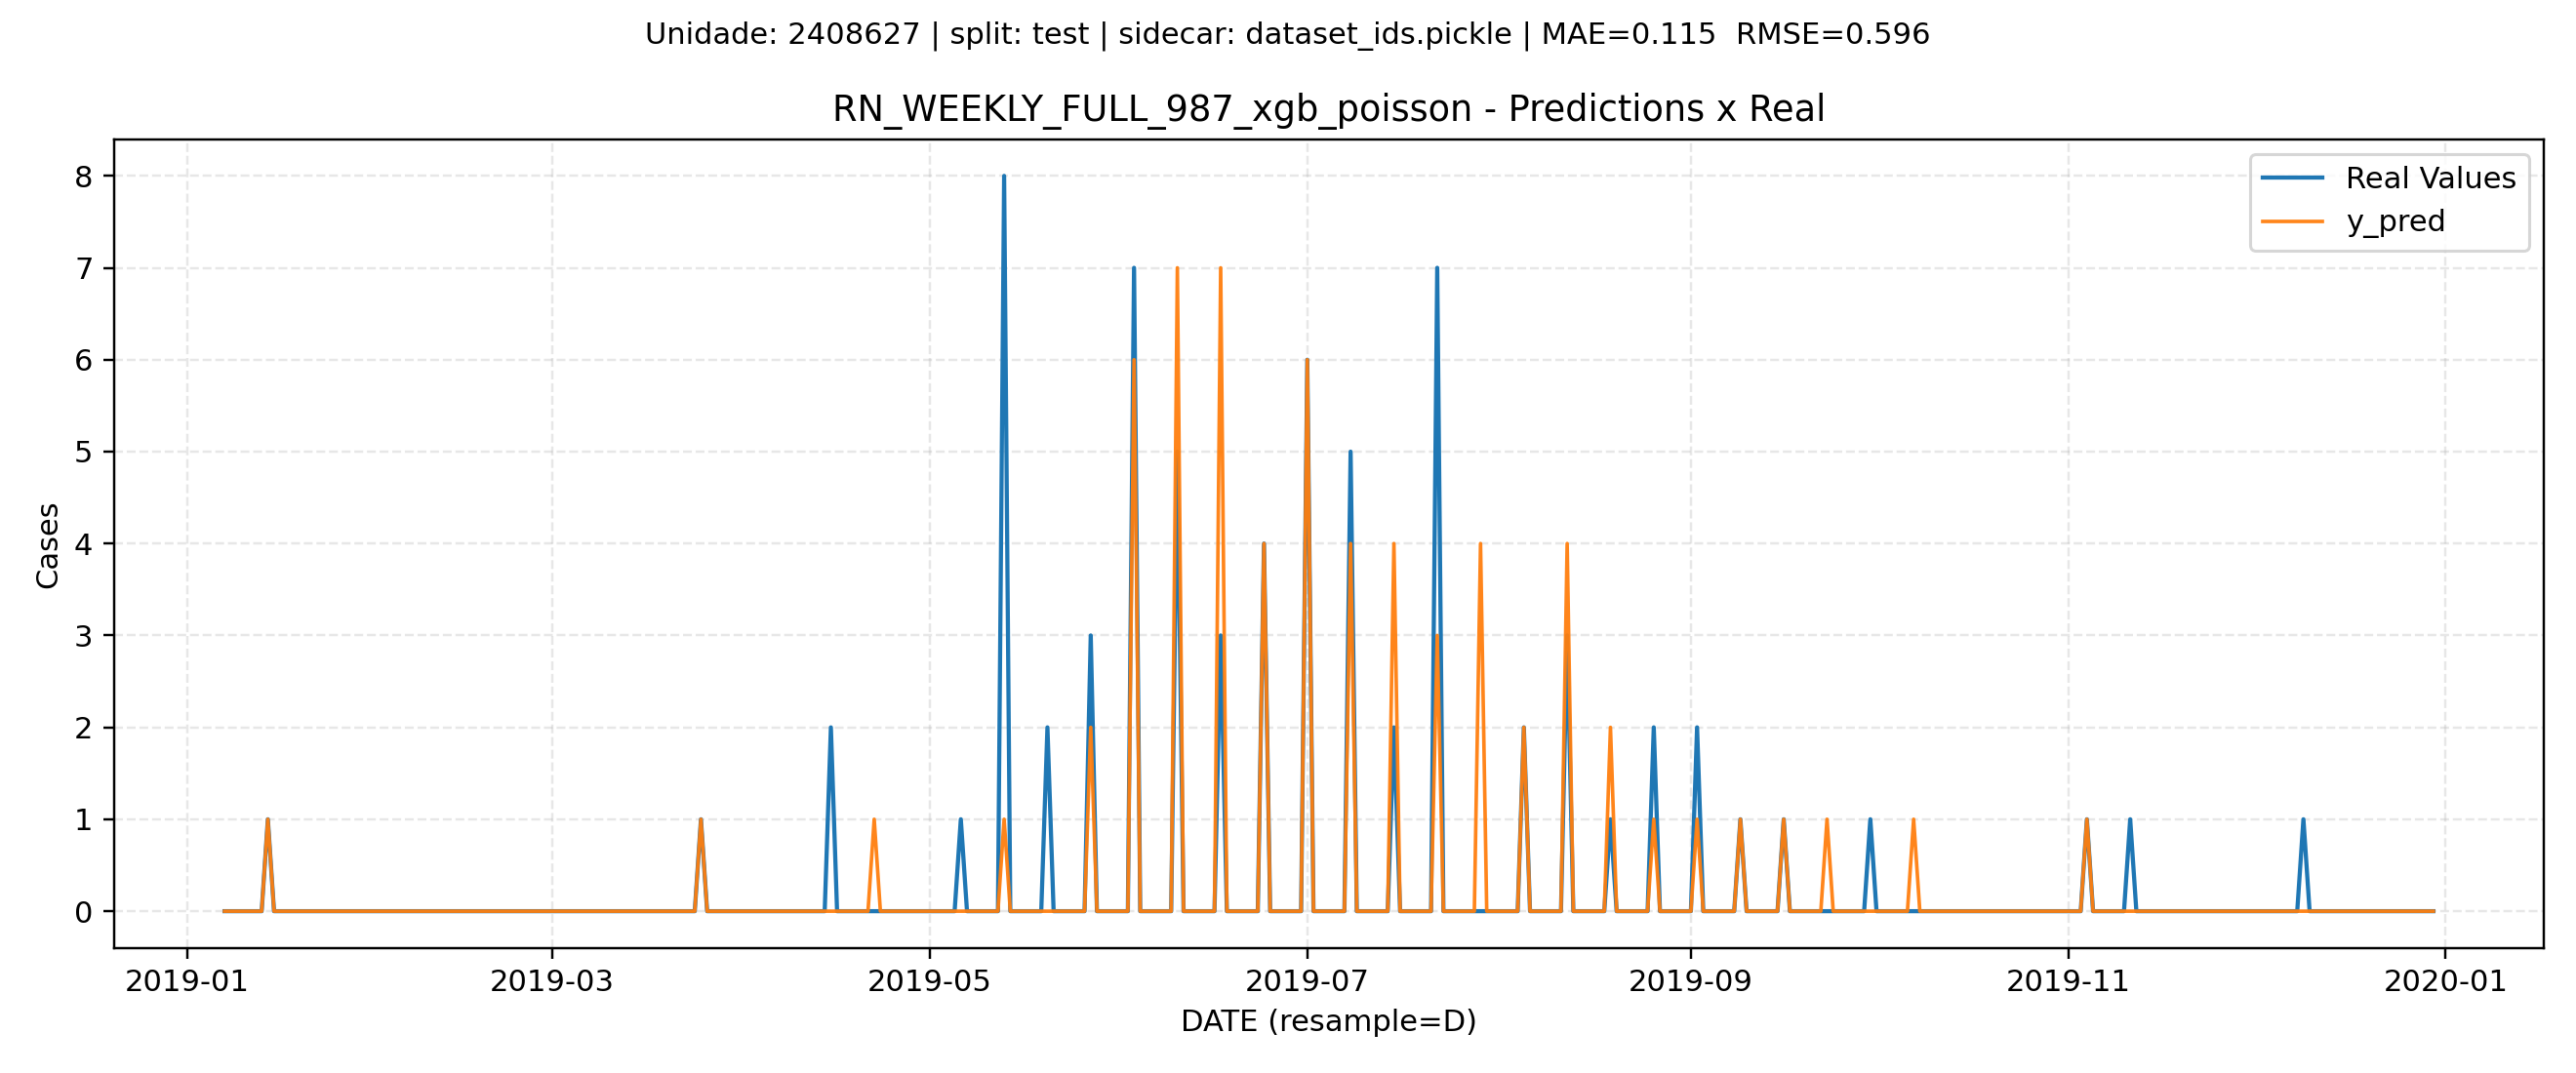 Unidade: 2408627 | split: test | sidecar: dataset_ids.pickle | MAE=0.115  RMSE=0.596
RN_WEEKLY_FULL_987_xgb_poisson - Predictions x Real
Real Values
y_pred
8
7
6
5
4
3
2
1
0
Cases
2019-01
2019-03
2019-05
2019-07
2019-09
2019-11
2020-01
DATE (resample=D)